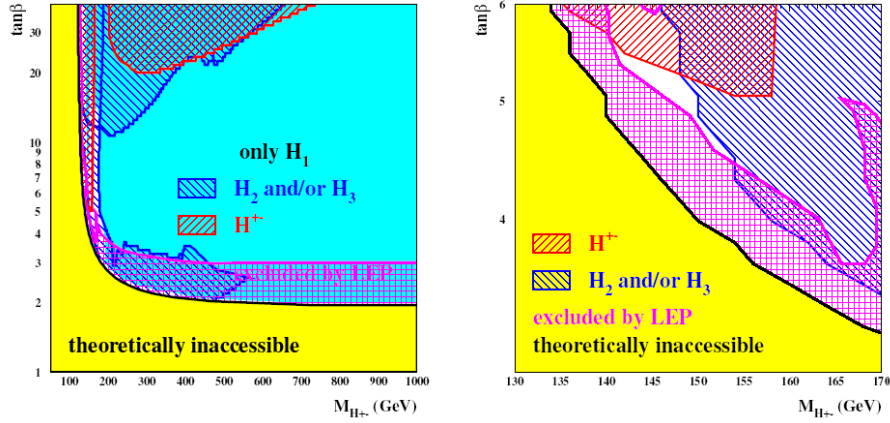 tanβ
40
30
20
10
9
8
7
6
5
4
3
2
1
only H1
H2 and/or H3
H+-
excluded by LEP
theoretically inaccessible
100 200 300 400 500 600 700 800 900 1000
MH+- (GeV)
tanβ
6
5
4
H+-
H2 and/or H3
excluded by LEP
theoretically inaccessible
130 135 140 145 150 155 160 165 170
MH+- (GeV)